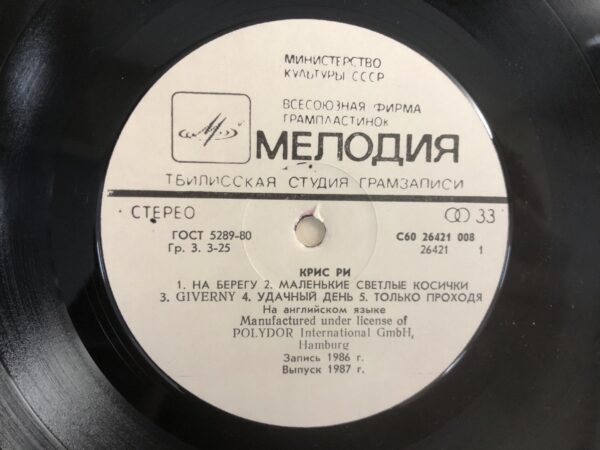 МИНИСТЕРСТВО
КУЛЬТУРЫ СССР
ВСЕСОЮЗНАЯ ФИРМА
ГРАМПЛАСТИНОК
М
МЕЛОДИЯ
ТБИЛИССКАЯ СТУДИЯ ГРАМЗАПИСИ
СТЕРЕО 33
ГОСТ 5289-80 С60 26421 008
Гр. 3. 3-25 26421 1
КРИС РИ
1. НА БЕРЕГУ 2. МАЛЕНЬКИЕ СВЕТЛЫЕ КОСИЧКИ
3. GIVERNY 4. УДАЧНЫЙ ДЕНЬ 5. ТОЛЬКО ПРОХОДЯ
На английском языке
Manufactured under license of
POLYDOR International GmbH,
Hamburg
Запись 1986 г.
Выпуск 1987 г.